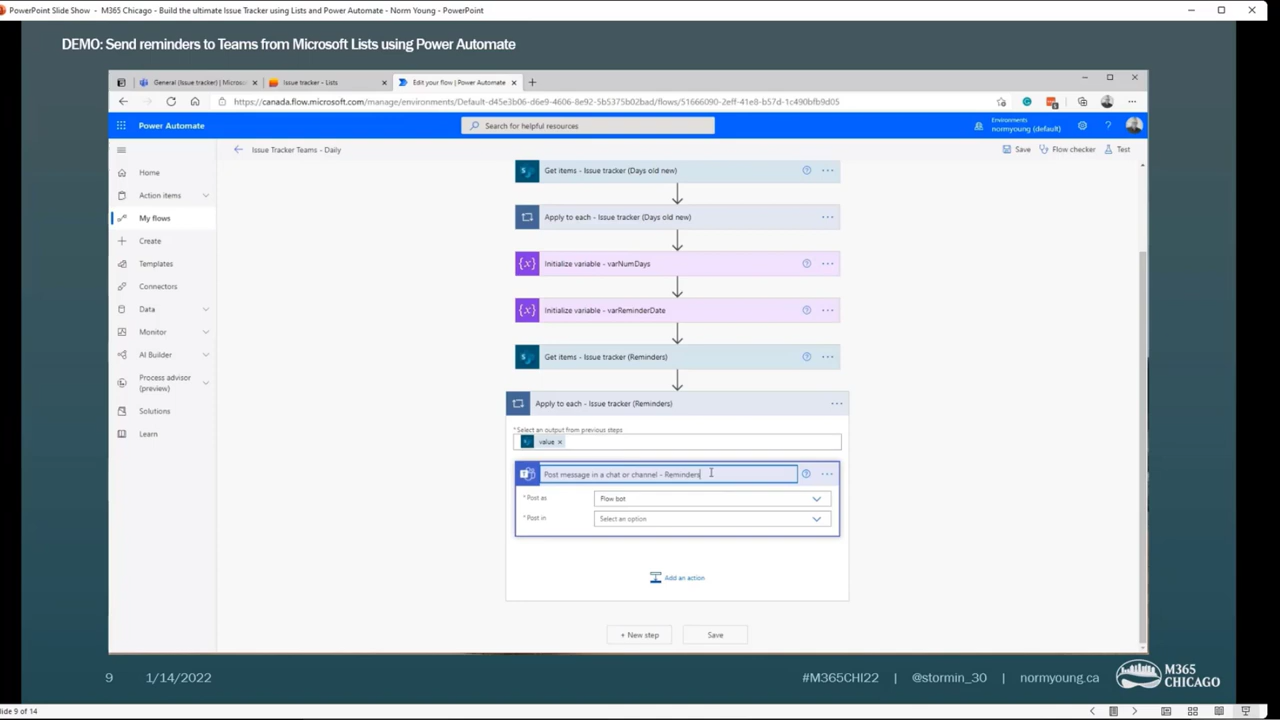 PowerPoint Slide Show - M365 Chicago - Build the ultimate Issue Tracker using Lists and Power Automate - Norm Young - PowerPoint
DEMO: Send reminders to Teams from Microsoft Lists using Power Automate
General (Issue tracker) | Microso
Issue tracker - Lists
Edit your flow | Power Automate
https://canada.flow.microsoft.com/manage/environments/Default-d45e3b06-d6e9-4606-8e92-5b5375b02bad/flows/51666090-2eff-41e8-b57d-1c490bfb9d05
Power Automate
Search for helpful resources
Environments
normyoung (default)
Issue Tracker Teams - Daily
Save
Flow checker
Test
Home
Action items
My flows
Create
Templates
Connectors
Data
Monitor
AI Builder
Process advisor
(preview)
Solutions
Learn
Get items - Issue tracker (Days old new)
Apply to each - Issue tracker (Days old new)
{x} Initialize variable - varNumDays
{x} Initialize variable - varReminderDate
Get items - Issue tracker (Reminders)
Apply to each - Issue tracker (Reminders)
*Select an output from previous steps
value ×
Post message in a chat or channel - Reminders
*Post as
Flow bot
*Post in
Select an option
Add an action
+ New step
Save
9
1/14/2022
#M365CHI22 | @stormin_30 | normyoung.ca
M365
CHICAGO
Slide 9 of 14